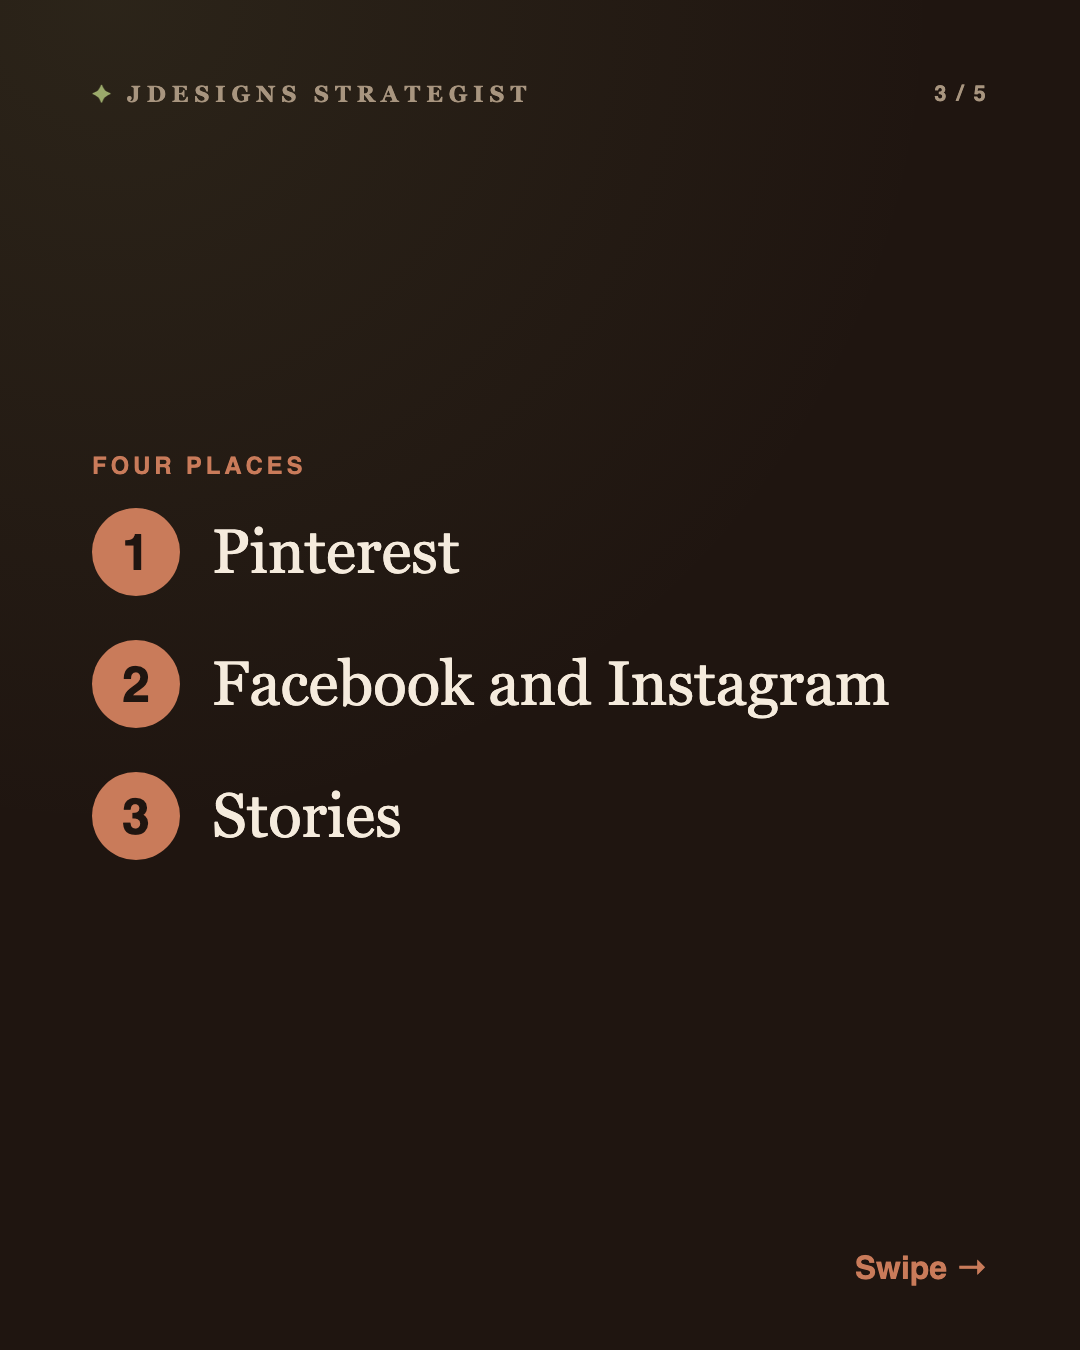 ✦ JDESIGNS STRATEGIST
3 / 5
FOUR PLACES
1 Pinterest
2 Facebook and Instagram
3 Stories
Swipe →